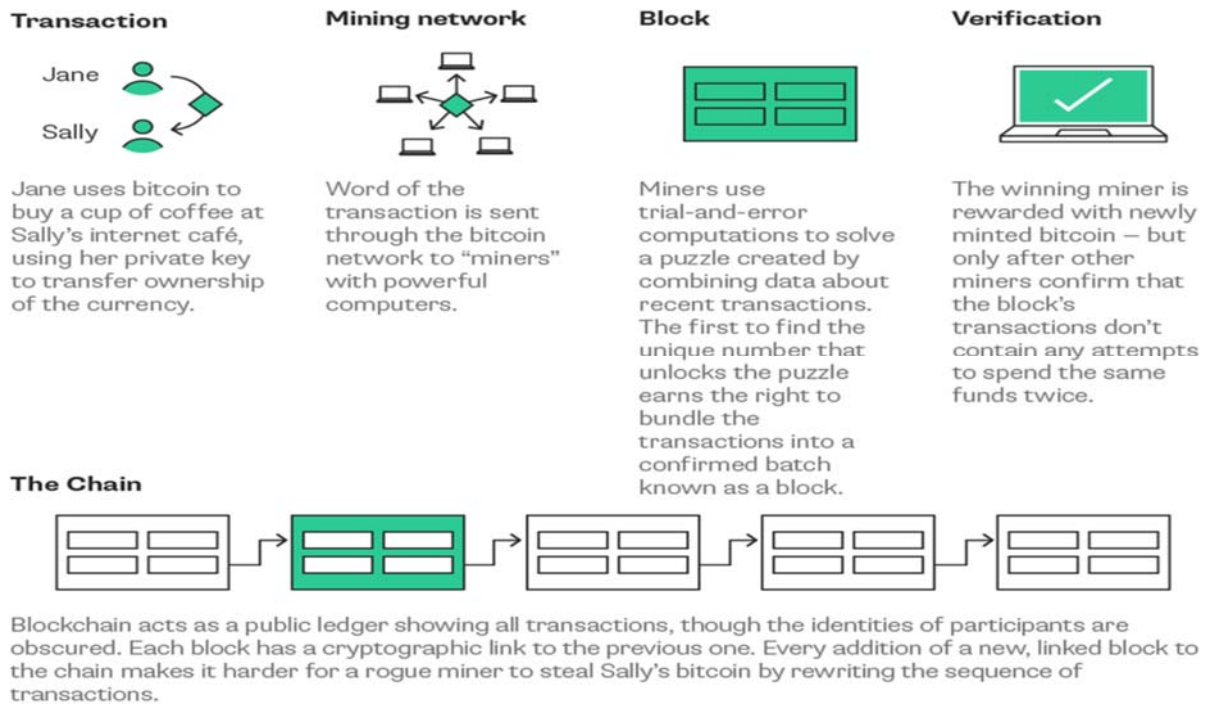 Transaction
Jane
Sally
Jane uses bitcoin to
buy a cup of coffee at
Sally's internet café,
using her private key
to transfer ownership
of the currency.
Mining network
Word of the
transaction is sent
through the bitcoin
network to “miners”
with powerful
computers.
Block
Miners use
trial-and-error
computations to solve
a puzzle created by
combining data about
recent transactions.
The first to find the
unique number that
unlocks the puzzle
earns the right to
bundle the
transactions into a
confirmed batch
known as a block.
Verification
The winning miner is
rewarded with newly
minted bitcoin — but
only after other
miners confirm that
the block's
transactions don't
contain any attempts
to spend the same
funds twice.
The Chain
Blockchain acts as a public ledger showing all transactions, though the identities of participants are
obscured. Each block has a cryptographic link to the previous one. Every addition of a new, linked block to
the chain makes it harder for a rogue miner to steal Sally's bitcoin by rewriting the sequence of
transactions.